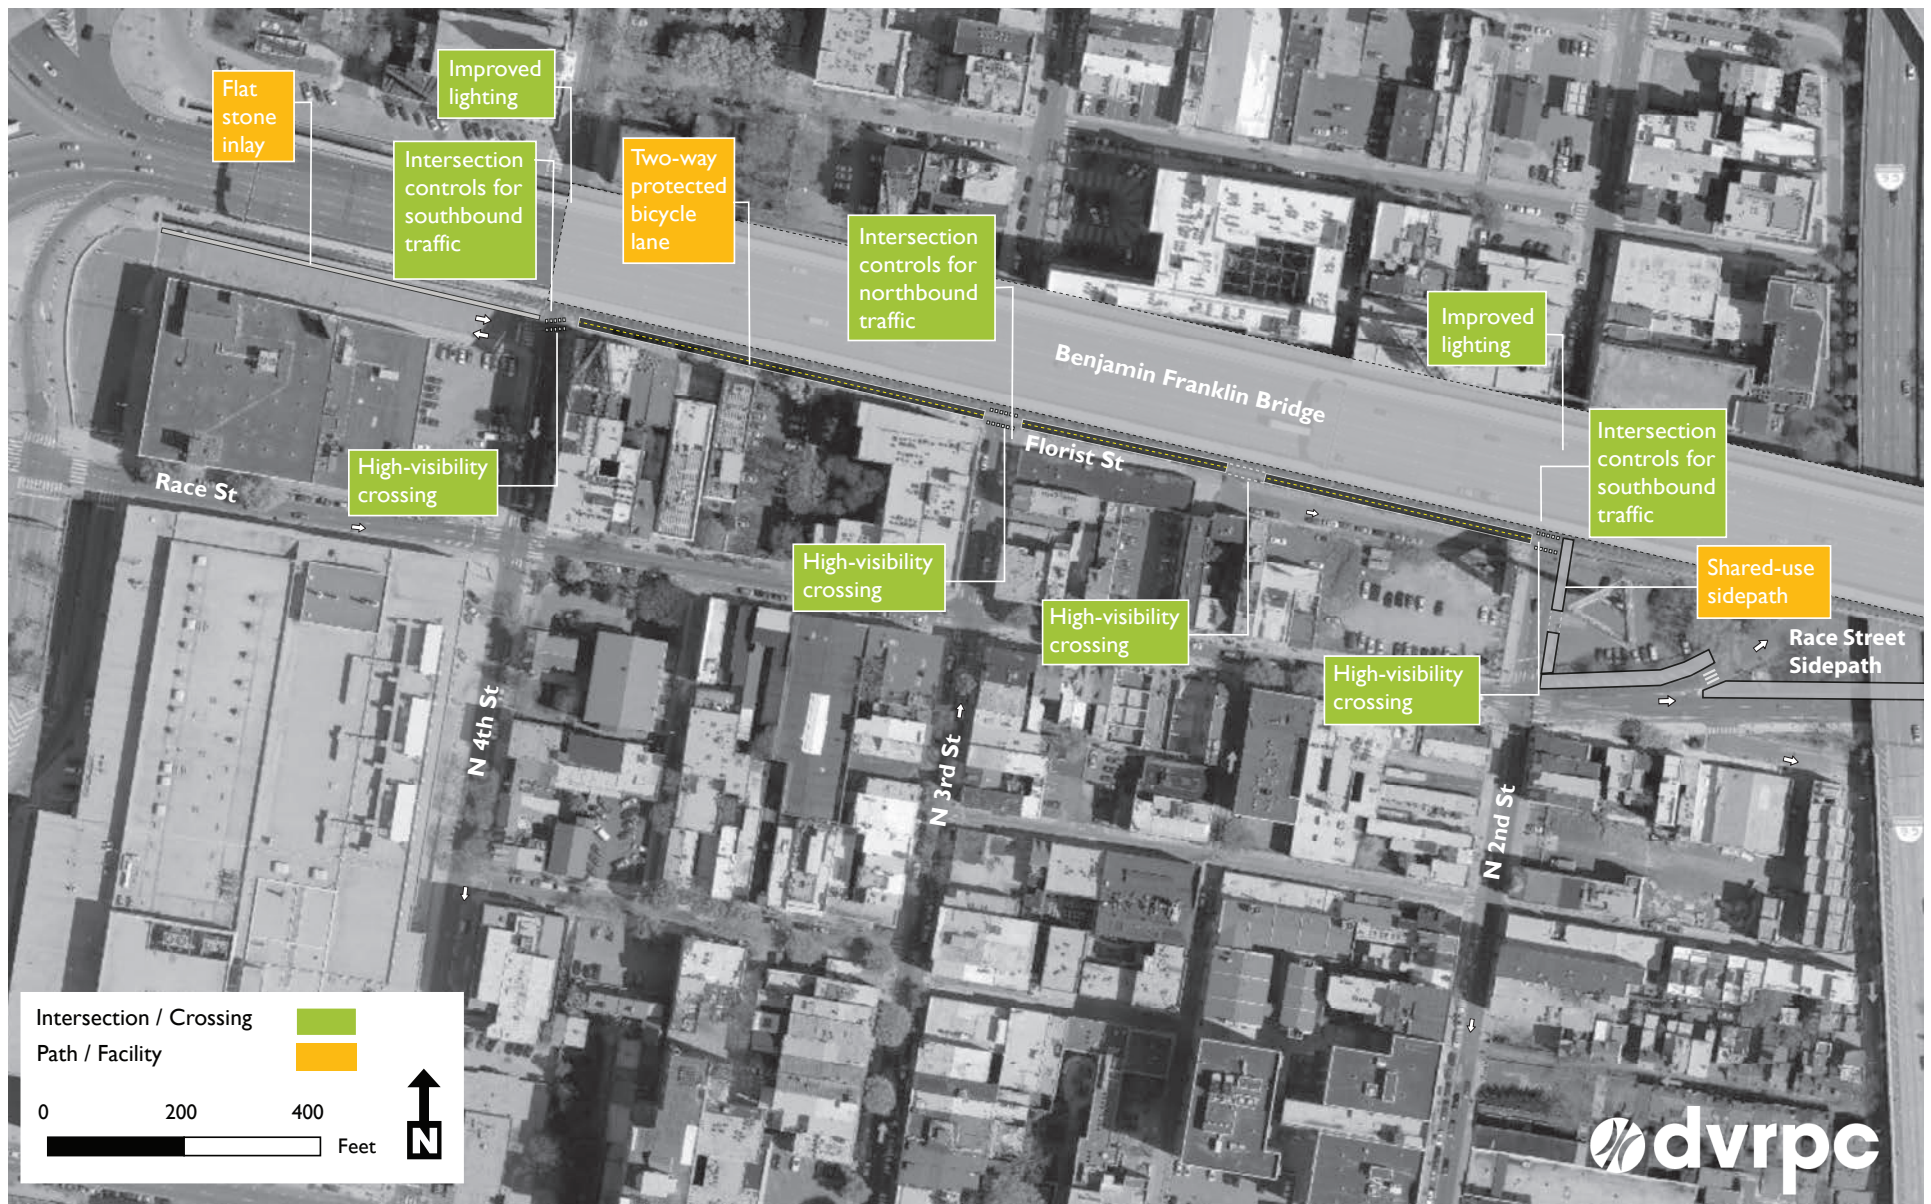 Improved
lighting
Flat
stone
inlay
Intersection
controls for
southbound
traffic
Two-way
protected
bicycle
lane
Intersection
controls for
northbound
traffic
Improved
lighting
Benjamin Franklin Bridge
Florist St
Intersection
controls for
southbound
traffic
High-visibility
crossing
Race St
High-visibility
crossing
Shared-use
sidepath
High-visibility
crossing
Race Street
Sidepath
High-visibility
crossing
N 4th St
N 3rd St
N 2nd St
Intersection / Crossing
Path / Facility
0 200 400
Feet
N
dvrpc